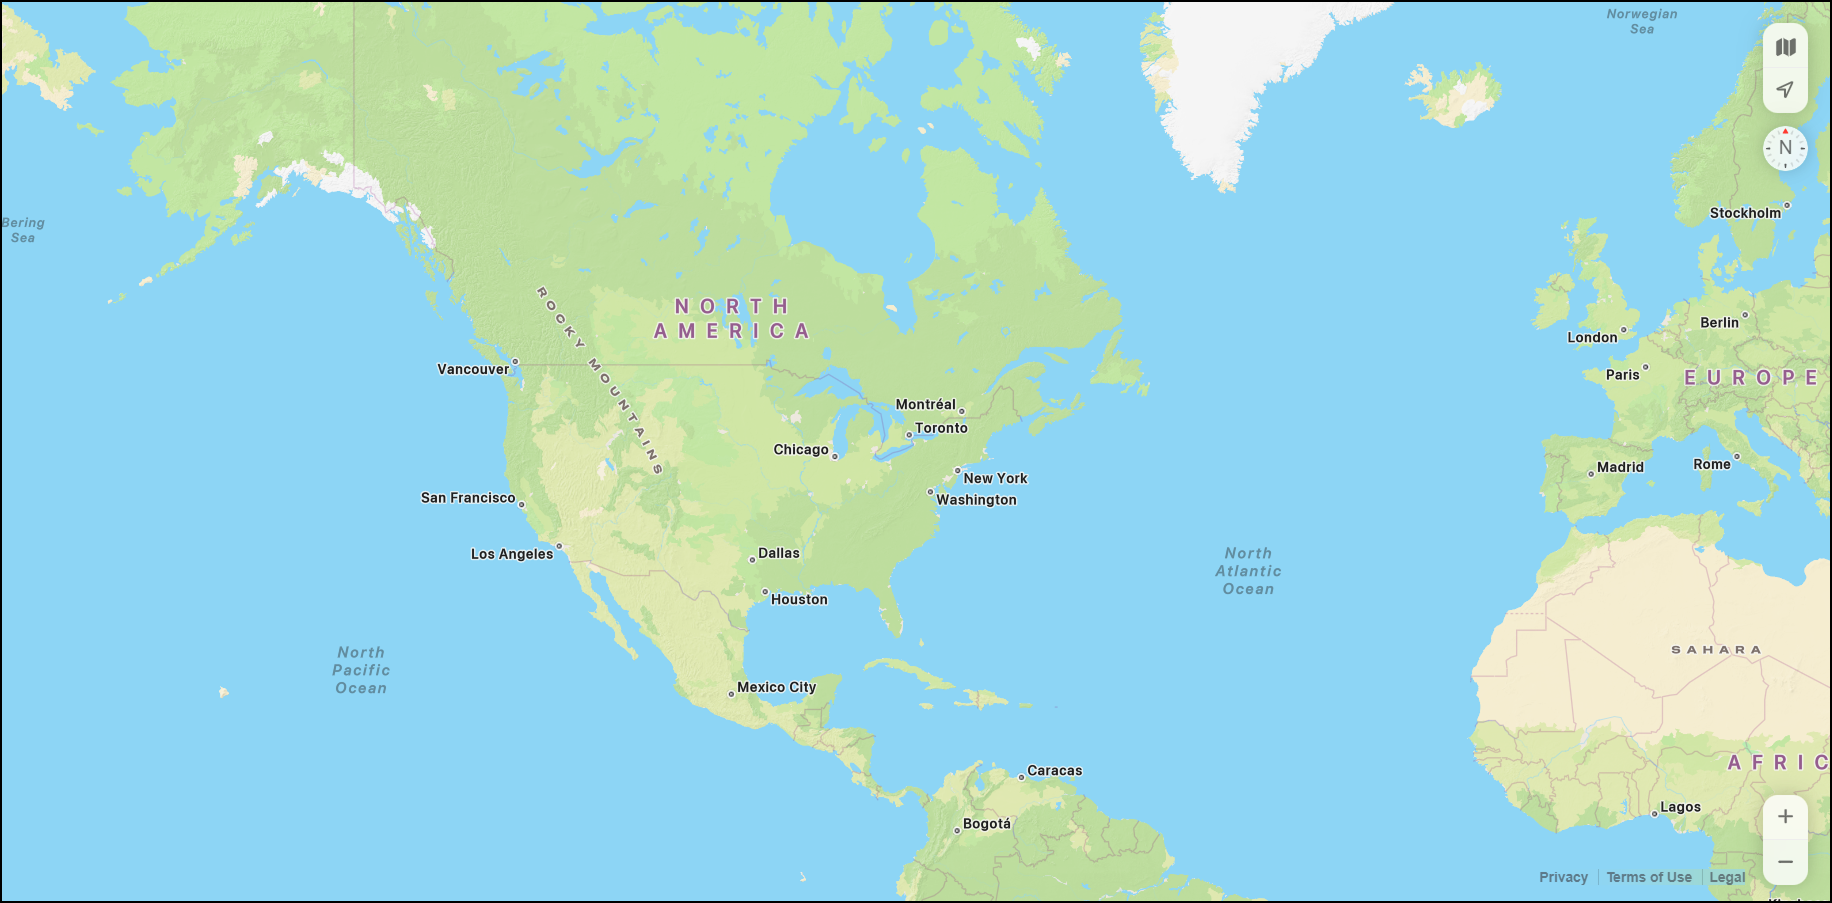 Norwegian
Sea
N
Bering
Sea
Stockholm
ROCKY MOUNTAINS
NORTH
AMERICA
London
Berlin
Vancouver
Paris
EUROPE
Montréal
Toronto
Chicago
New York
Washington
Madrid
Rome
San Francisco
Los Angeles
Dallas
Houston
North
Atlantic
Ocean
North
Pacific
Ocean
SAHARA
Mexico City
Caracas
AFRIC
Bogotá
Lagos
Privacy
Terms of Use
Legal